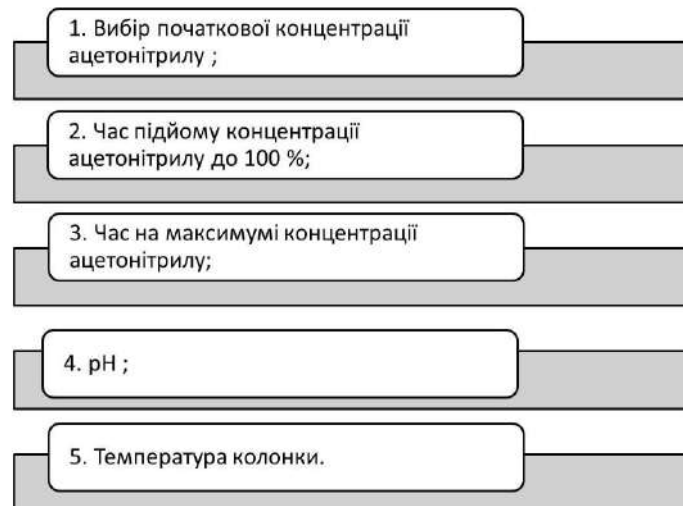 1. Вибір початкової концентрації
ацетонітрилу ;
2. Час підйому концентрації
ацетонітрилу до 100 %;
3. Час на максимумі концентрації
ацетонітрилу;
4. pH ;
5. Температура колонки.